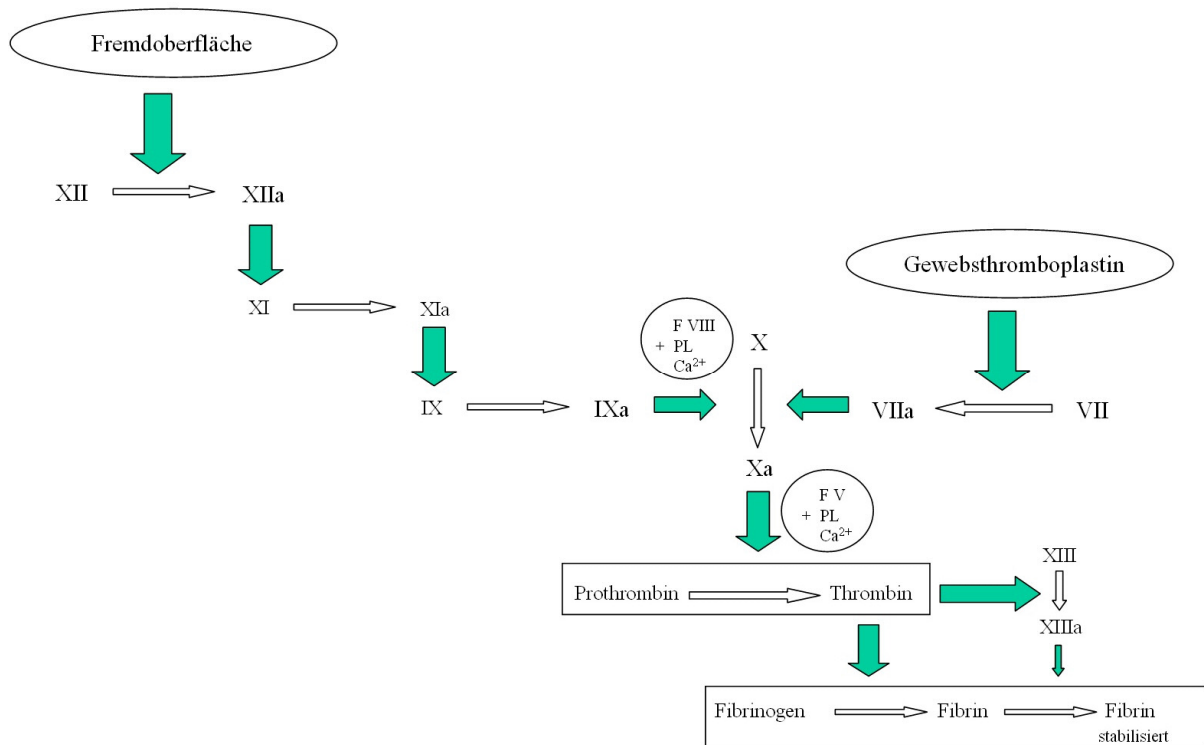 Fremdoberfläche
XII XIIa
Gewebsthromboplastin
XI XIa
F VIII
+ PL
Ca²⁺
X
IX IXa VIIa VII
Xa
F V
+ PL
Ca²⁺
XIII
Prothrombin Thrombin
XIIIa
Fibrinogen Fibrin Fibrin
stabilisiert